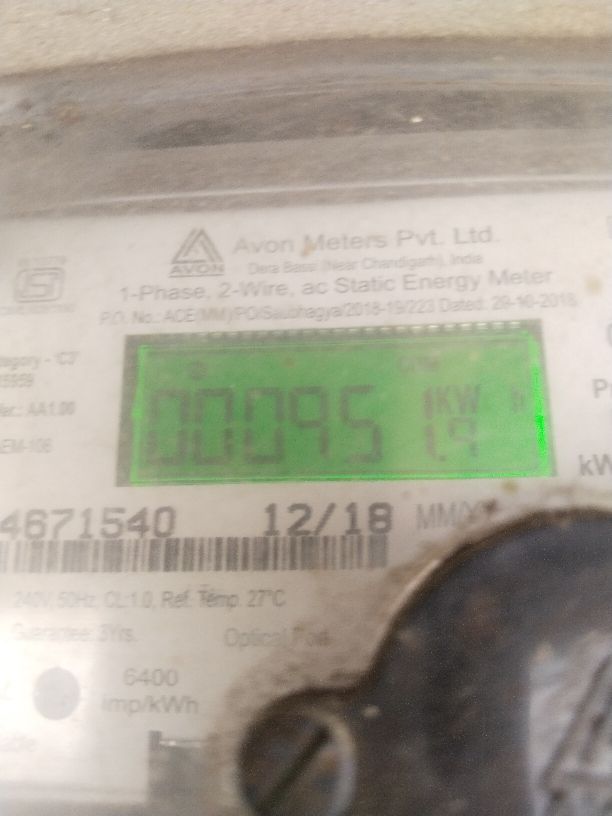 Avon Meters Pvt. Ltd.
AVON
Dera Bassi (Near Chandigarh), India
1-Phase, 2-Wire, ac Static Energy Meter
P.O. No.: ACE(MM)/PO/Saubhagya/2018-19/223 Dated: 29-10-2018
00095
KW h
1.9
4671540 12/18
240V, 50Hz, CL:1.0, Ref. Temp. 27°C
Guarantee: 3Yrs. Optical
6400
imp/kWh